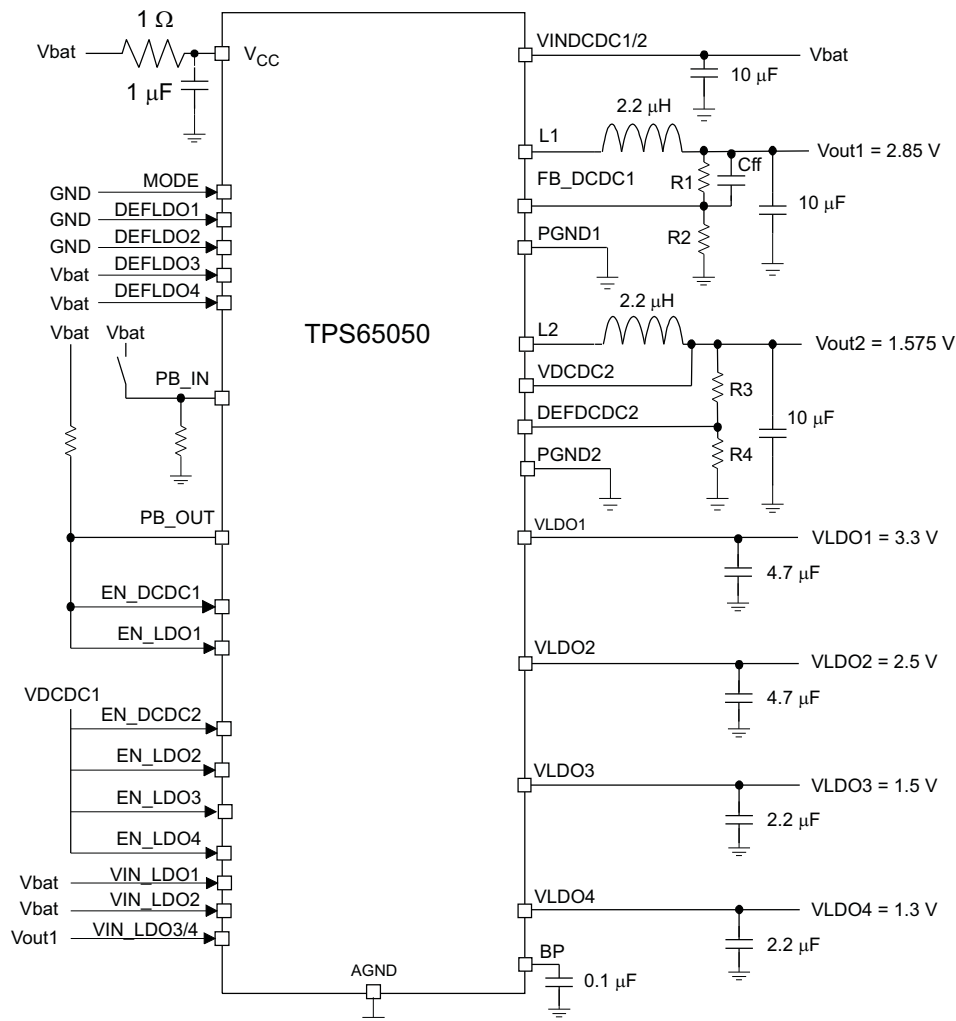 1 Ω
Vbat
VCC
1 μF
GND MODE
GND DEFLDO1
GND DEFLDO2
Vbat DEFLDO3
Vbat DEFLDO4
Vbat Vbat
PB_IN
PB_OUT
EN_DCDC1
EN_LDO1
VDCDC1
EN_DCDC2
EN_LDO2
EN_LDO3
EN_LDO4
Vbat VIN_LDO1
Vbat VIN_LDO2
Vout1 VIN_LDO3/4
TPS65050
AGND
VINDCDC1/2 Vbat
10 μF
2.2 μH
L1 Vout1 = 2.85 V
Cff
FB_DCDC1 R1
10 μF
R2
PGND1
2.2 μH
L2 Vout2 = 1.575 V
VDCDC2
R3
DEFDCDC2
10 μF
R4
PGND2
VLDO1 VLDO1 = 3.3 V
4.7 μF
VLDO2 VLDO2 = 2.5 V
4.7 μF
VLDO3 VLDO3 = 1.5 V
2.2 μF
VLDO4 VLDO4 = 1.3 V
2.2 μF
BP
0.1 μF